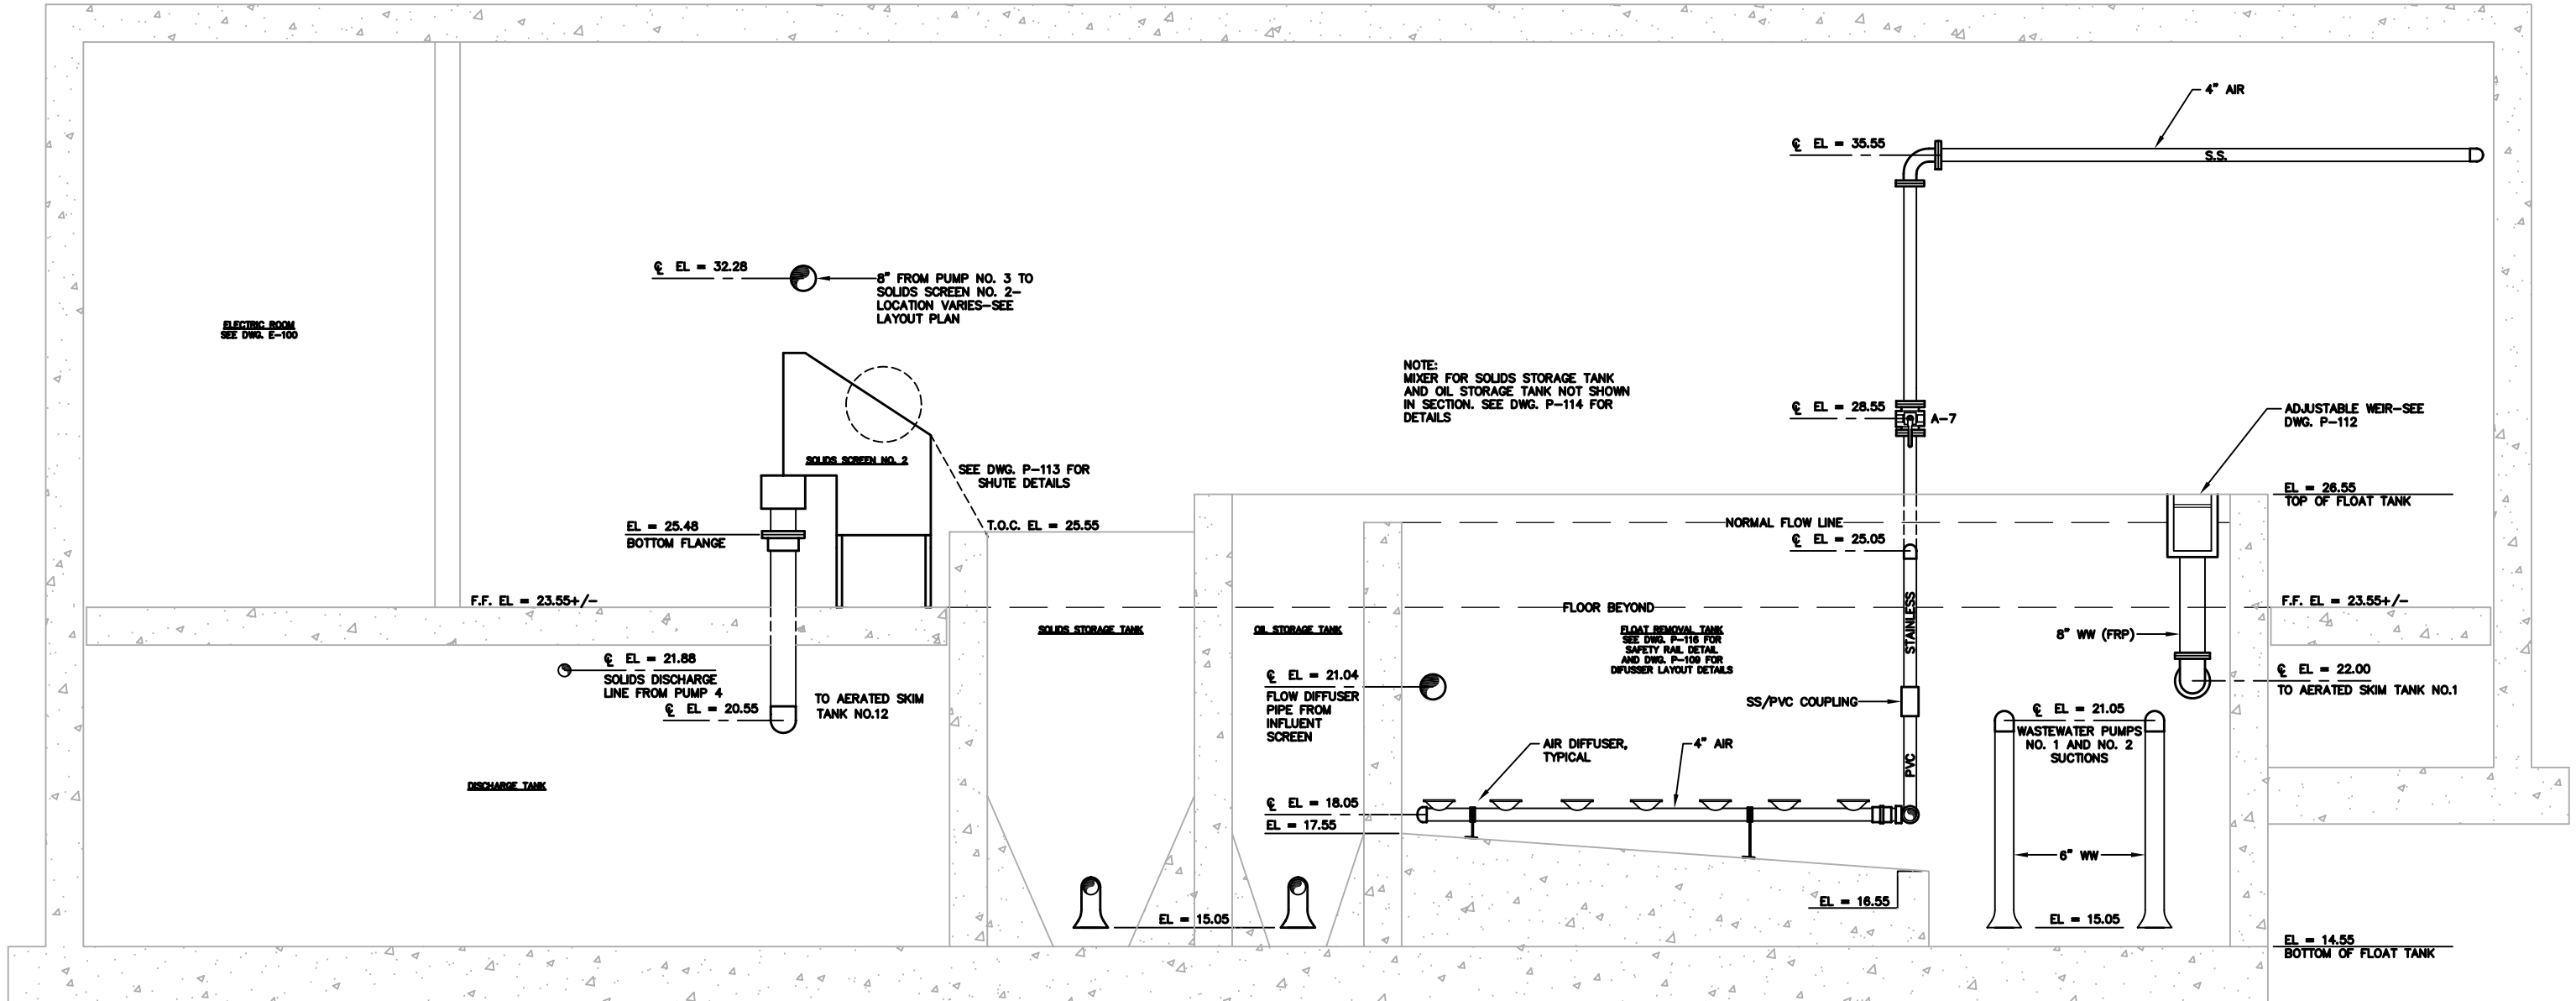 4" AIR
℄ EL = 35.55
S.S.
℄ EL = 32.28
8" FROM PUMP NO. 3 TO
SOLIDS SCREEN NO. 2-
LOCATION VARIES-SEE
LAYOUT PLAN
ELECTRIC ROOM
SEE DWG. E-100
NOTE:
MIXER FOR SOLIDS STORAGE TANK
AND OIL STORAGE TANK NOT SHOWN
IN SECTION. SEE DWG. P-114 FOR
DETAILS
℄ EL = 28.55
A-7
ADJUSTABLE WEIR-SEE
DWG. P-112
SOLIDS SCREEN NO. 2
SEE DWG. P-113 FOR
SHUTE DETAILS
EL = 26.55
TOP OF FLOAT TANK
EL = 25.48
BOTTOM FLANGE
T.O.C. EL = 25.55
NORMAL FLOW LINE
℄ EL = 25.05
F.F. EL = 23.55+/-
FLOOR BEYOND
F.F. EL = 23.55+/-
SOLIDS STORAGE TANK
OIL STORAGE TANK
FLOAT REMOVAL TANK
SEE DWG. P-116 FOR
SAFETY RAIL DETAIL
AND DWG. P-109 FOR
DIFUSSER LAYOUT DETAILS
STAINLESS
8" WW (FRP)
℄ EL = 21.88
SOLIDS DISCHARGE
LINE FROM PUMP 4
℄ EL = 20.55
TO AERATED SKIM
TANK NO.12
℄ EL = 21.04
FLOW DIFFUSER
PIPE FROM
INFLUENT
SCREEN
℄ EL = 22.00
TO AERATED SKIM TANK NO.1
SS/PVC COUPLING
℄ EL = 21.05
WASTEWATER PUMPS
NO. 1 AND NO. 2
SUCTIONS
AIR DIFFUSER,
TYPICAL
4" AIR
PVC
DISCHARGE TANK
℄ EL = 18.05
EL = 17.55
6" WW
EL = 16.55
EL = 15.05
EL = 15.05
EL = 14.55
BOTTOM OF FLOAT TANK